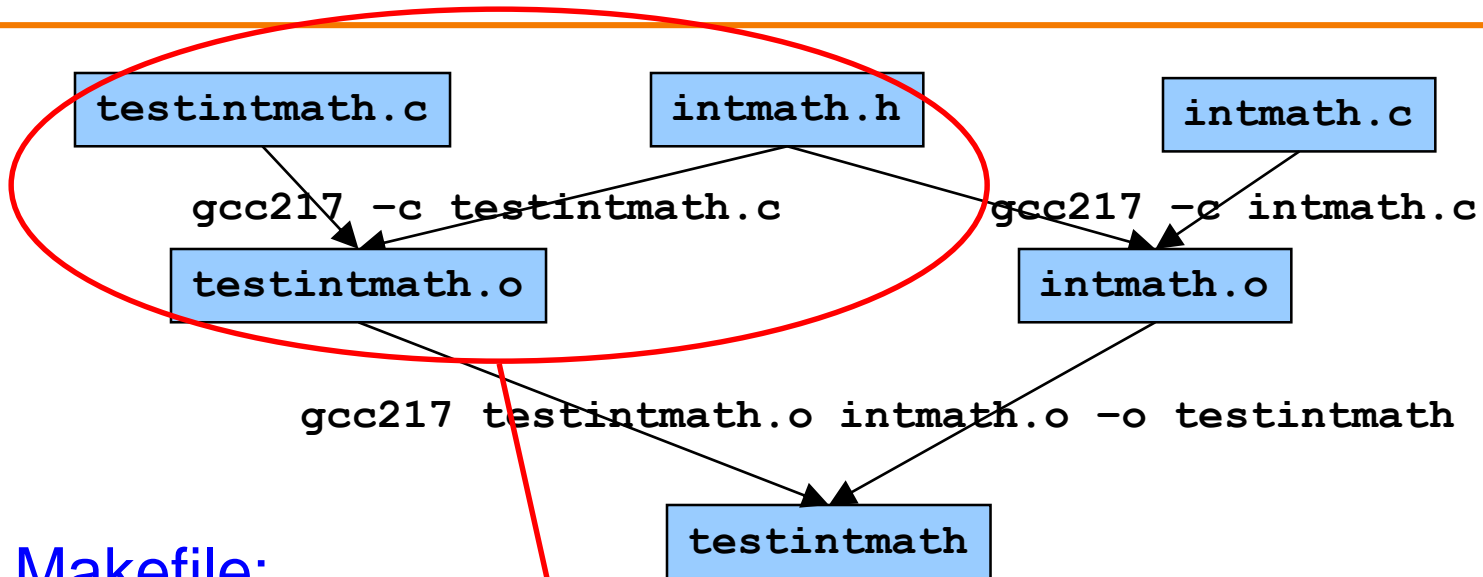 testintmath.c intmath.h intmath.c
gcc217 –c testintmath.c gcc217 –c intmath.c
testintmath.o intmath.o
gcc217 testintmath.o intmath.o –o testintmath
testintmath
Makefile: